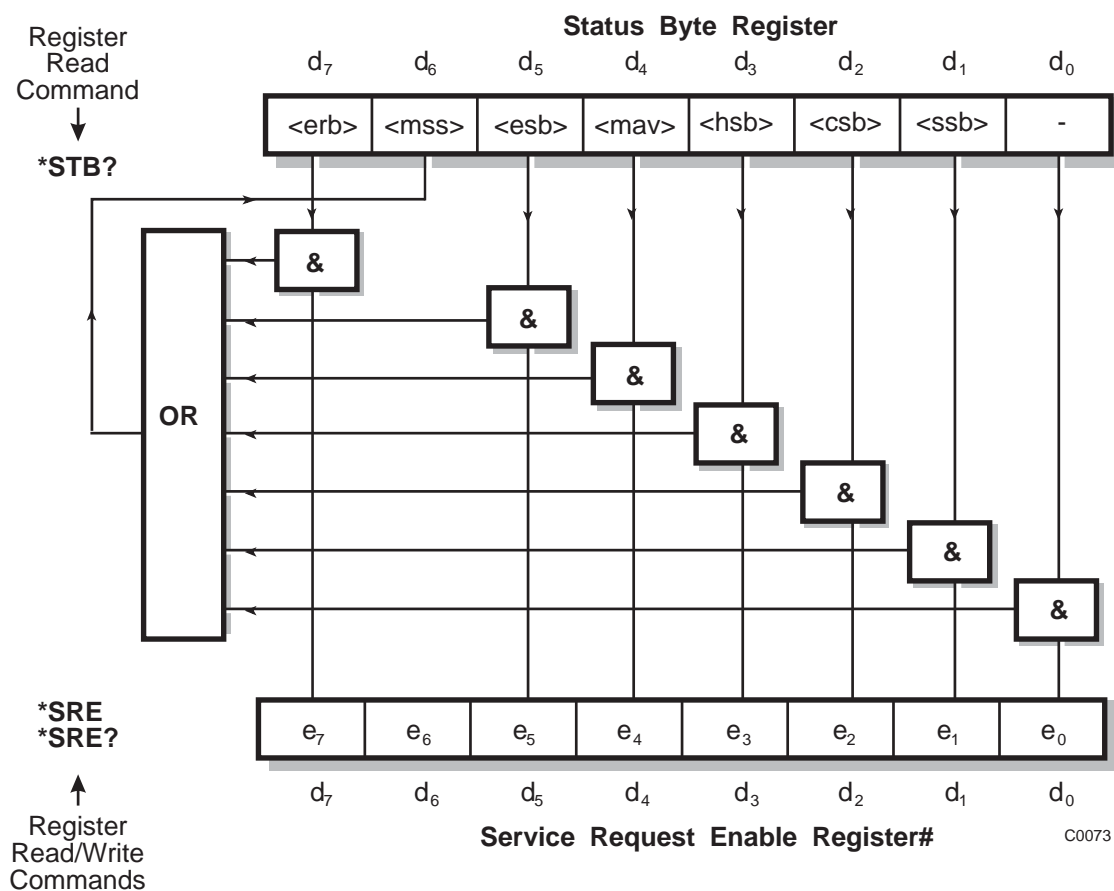 Status Byte Register
Register
Read
Command
d7 d6 d5 d4 d3 d2 d1 d0
<erb> <mss> <esb> <mav> <hsb> <csb> <ssb> -
*STB?
&
&
&
&
OR
&
&
&
*SRE
*SRE?
e7 e6 e5 e4 e3 e2 e1 e0
d7 d6 d5 d4 d3 d2 d1 d0
Register
Read/Write
Commands
Service Request Enable Register#
C0073